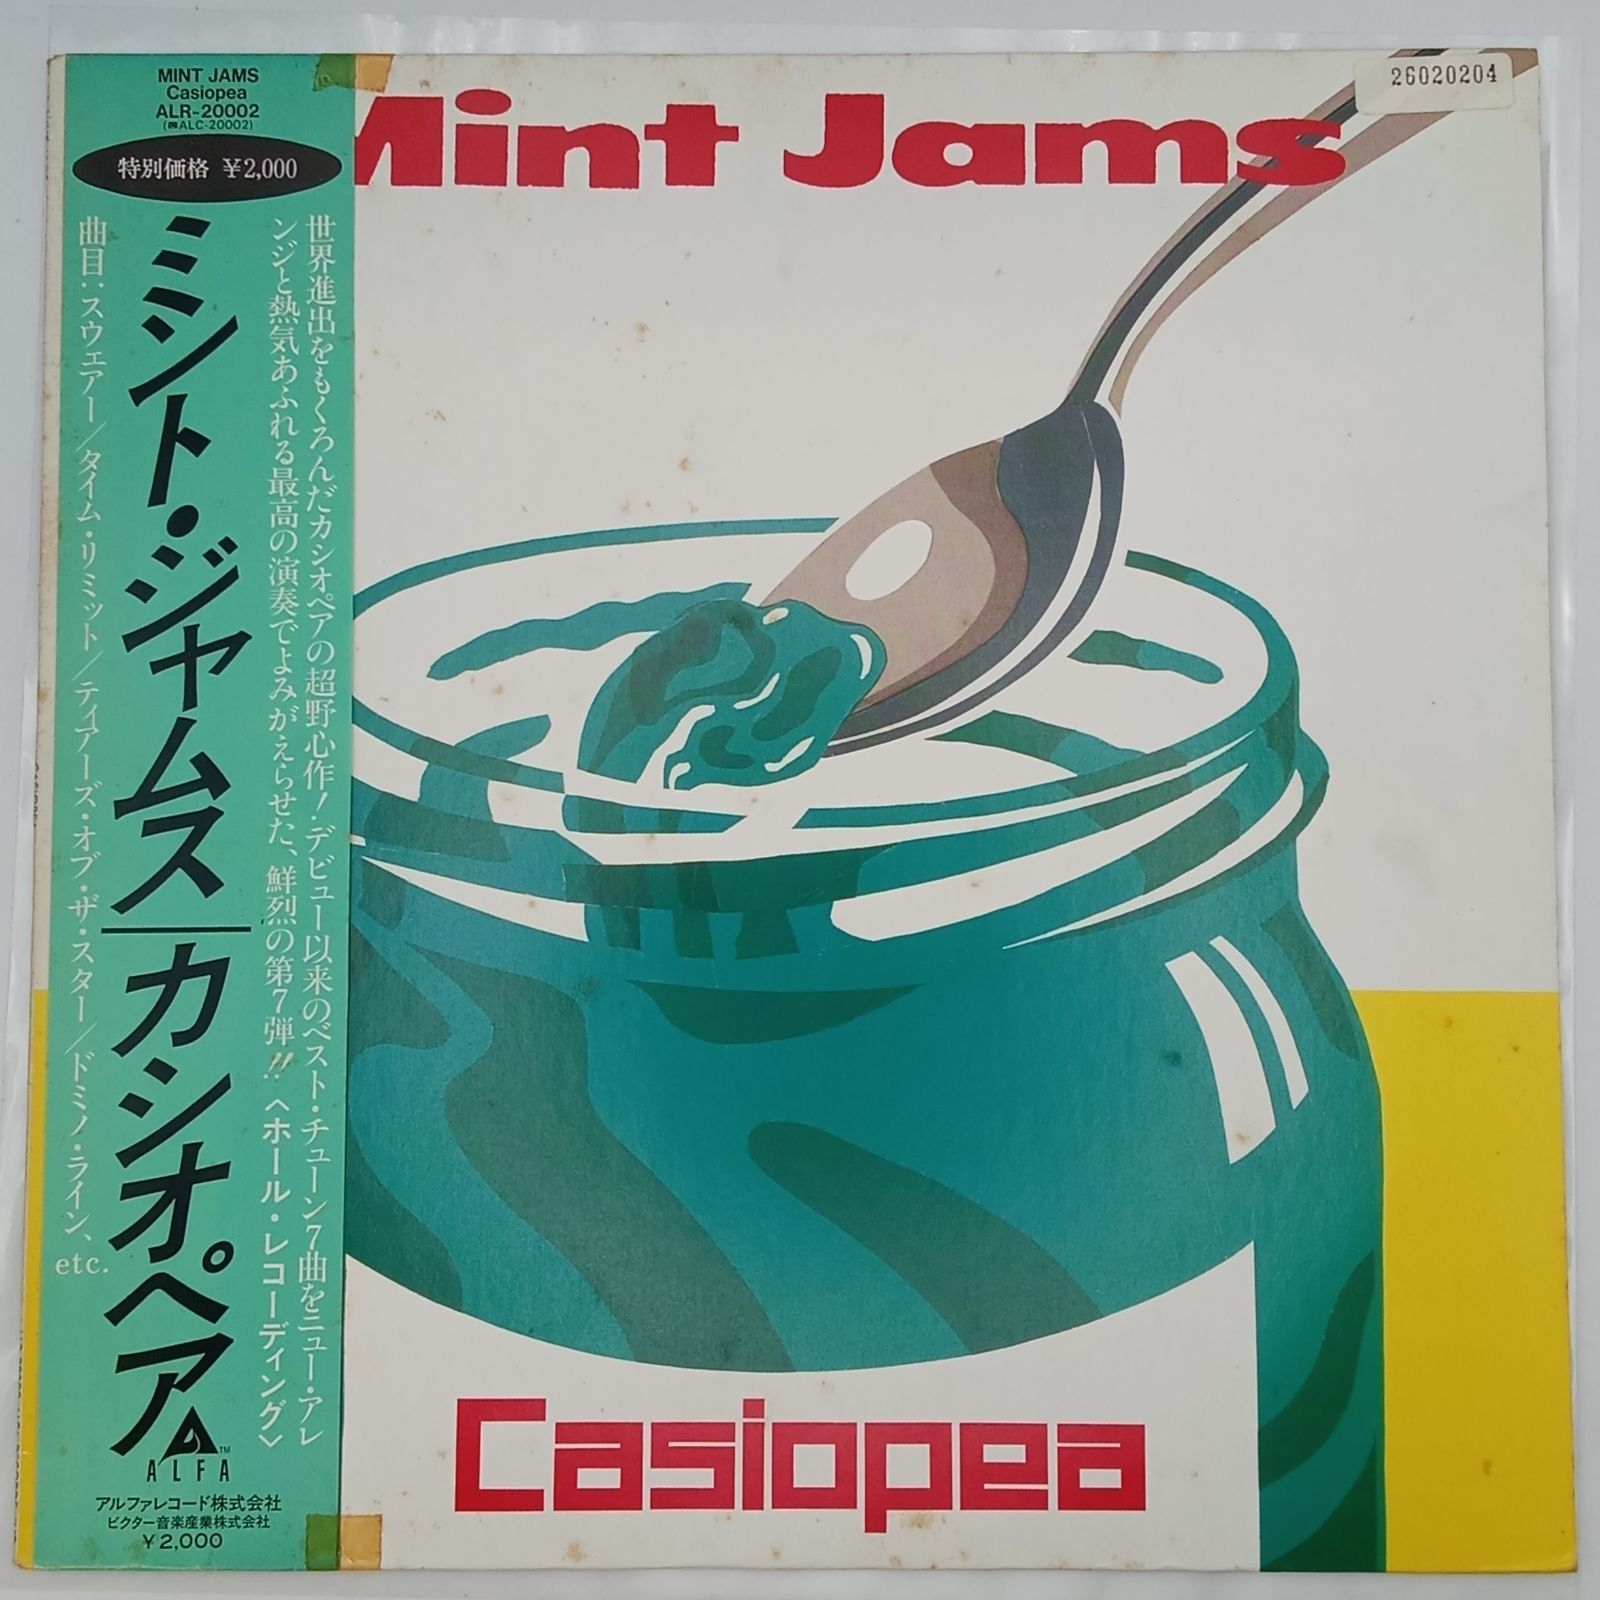 MINT JAMS
Casiopea
ALR-20002
(ALC-20002)
特別価格 ¥2,000
世界進出をもくろんだカシオペアの超野心作!デビュー以来のベスト・チューン7曲をニュー・アレ
ンジと熱気あふれる最高の演奏でよみがえらせた、鮮烈の第7弾!!〈ホール・レコーディング〉
ミント・ジャムス|カシオペア
曲目:スウェアー/タイム・リミット/ティアーズ・オブ・ザ・スター/ドミノ・ライン、
etc.
ALFA
TM
アルファレコード株式会社
ビクター音楽産業株式会社
¥2,000
Mint Jams
26020204
Casiopea